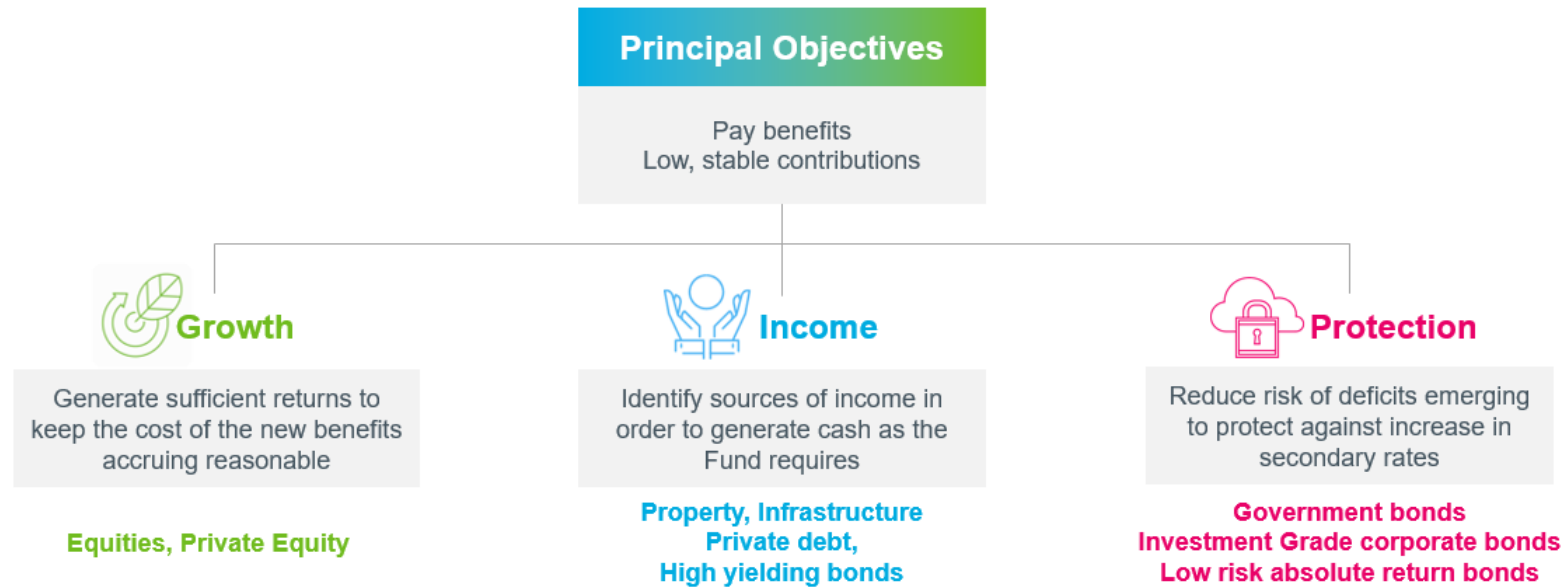 Principal Objectives
Pay benefits
Low, stable contributions
Growth
Generate sufficient returns to
keep the cost of the new benefits
accruing reasonable
Equities, Private Equity
Income
Identify sources of income in
order to generate cash as the
Fund requires
Property, Infrastructure
Private debt,
High yielding bonds
Protection
Reduce risk of deficits emerging
to protect against increase in
secondary rates
Government bonds
Investment Grade corporate bonds
Low risk absolute return bonds